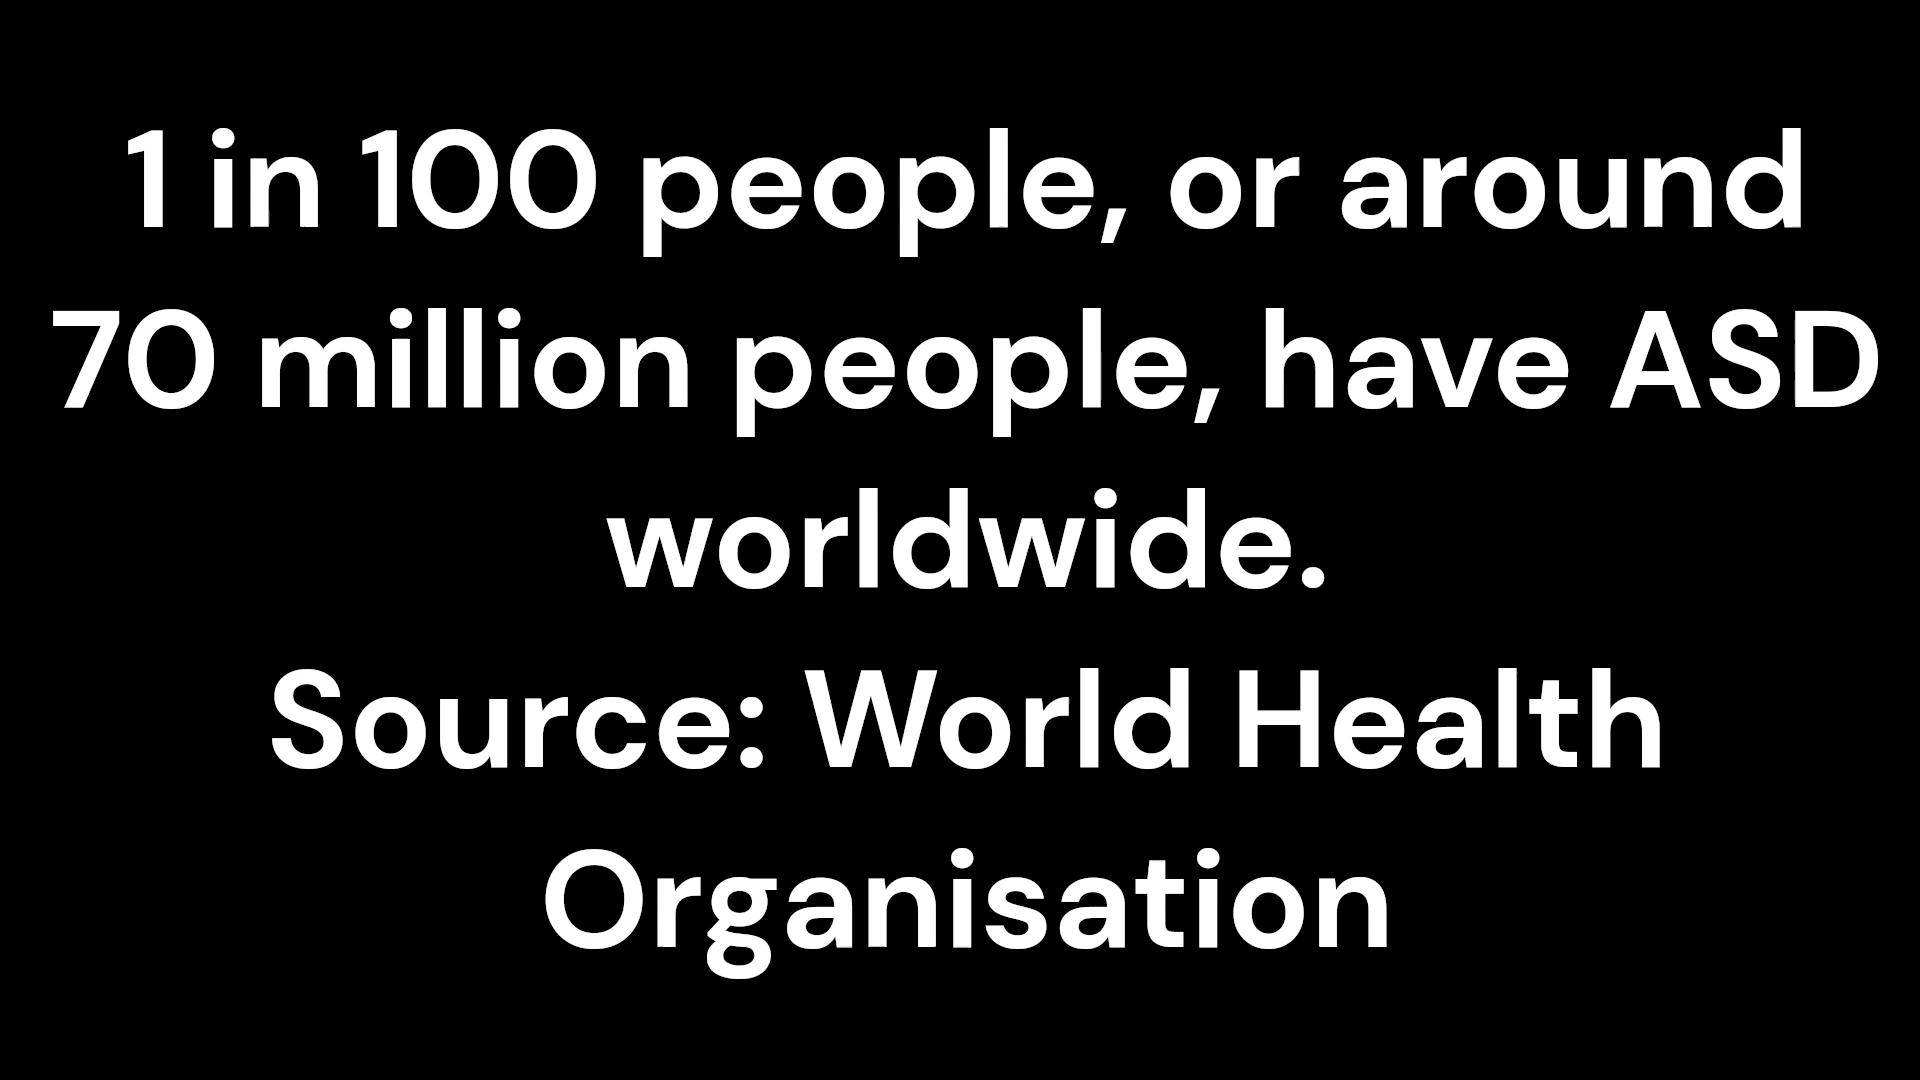 1 in 100 people, or around
70 million people, have ASD
worldwide.
Source: World Health
Organisation